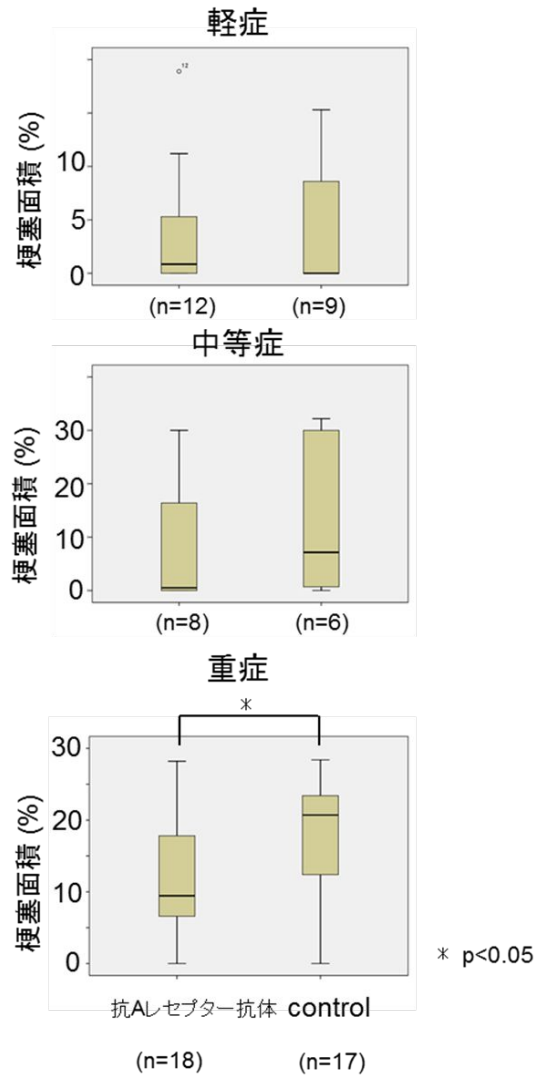 軽症
梗塞面積 (%)
12
10
5
0
(n=12) (n=9)
中等症
梗塞面積 (%)
30
20
10
0
(n=8) (n=6)
重症
*
梗塞面積 (%)
30
20
10
0
* p<0.05
抗Aレセプター抗体 control
(n=18) (n=17)